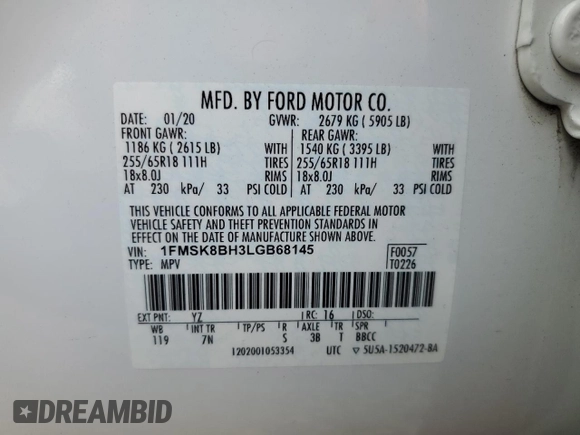 MFD. BY FORD MOTOR CO.
DATE: 01/20 GVWR: 2679 KG ( 5905 LB)
FRONT GAWR: REAR GAWR:
1186 KG ( 2615 LB) WITH 1540 KG ( 3395 LB) WITH
255/65R18 111H TIRES 255/65R18 111H TIRES
18x8.0J RIMS 18x8.0J RIMS
AT 230 kPa/ 33 PSI COLD AT 230 kPa/ 33 PSI COLD
THIS VEHICLE CONFORMS TO ALL APPLICABLE FEDERAL MOTOR
VEHICLE SAFETY AND THEFT PREVENTION STANDARDS IN
EFFECT ON THE DATE OF MANUFACTURE SHOWN ABOVE.
VIN: 1FMSK8BH3LGB68145 F0057
TYPE: MPV T0226
EXT PNT: YZ RC: 16
WB INT TR TP/PS R AXLE TR SPR
119 7N S 3B T BBCC
1202001053354 UTC ▽ 5U5A-1520472-BA
DREAMBID